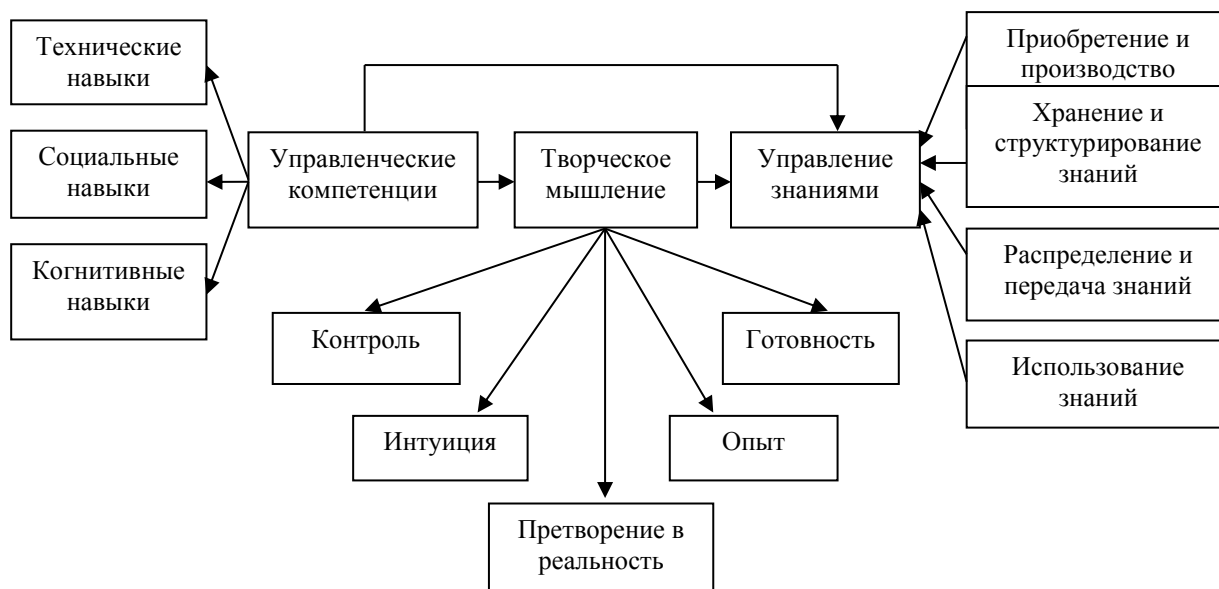 Технические
навыки
Социальные
навыки
Когнитивные
навыки
Управленческие
компетенции
Творческое
мышление
Управление
знаниями
Приобретение и
производство
Хранение и
структурирование
знаний
Распределение и
передача знаний
Использование
знаний
Контроль
Готовность
Интуиция
Опыт
Претворение в
реальность